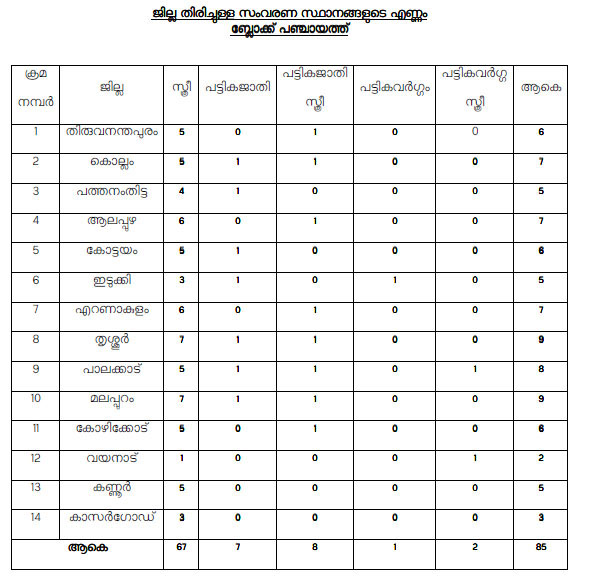 ജില്ല തിരിച്ചുള്ള സംവരണ സ്ഥാനങ്ങളുടെ എണ്ണം
ബ്ലോക്ക് പഞ്ചായത്ത്
ക്രമ നമ്പർ ജില്ല സ്ത്രീ പട്ടികജാതി പട്ടികജാതി സ്ത്രീ പട്ടികവർഗ്ഗം പട്ടികവർഗ്ഗ സ്ത്രീ ആകെ
1 തിരുവനന്തപുരം 5 0 1 0 0 6
2 കൊല്ലം 5 1 1 0 0 7
3 പത്തനംതിട്ട 4 1 0 0 0 5
4 ആലപ്പുഴ 6 0 1 0 0 7
5 കോട്ടയം 5 1 0 0 0 6
6 ഇടുക്കി 3 1 0 1 0 5
7 എറണാകുളം 6 0 1 0 0 7
8 തൃശ്ശൂർ 7 1 1 0 0 9
9 പാലക്കാട് 5 1 1 0 1 8
10 മലപ്പുറം 7 1 1 0 0 9
11 കോഴിക്കോട് 5 0 1 0 0 6
12 വയനാട് 1 0 0 0 1 2
13 കണ്ണൂർ 5 0 0 0 0 5
14 കാസർഗോഡ് 3 0 0 0 0 3
ആകെ 67 7 8 1 2 85